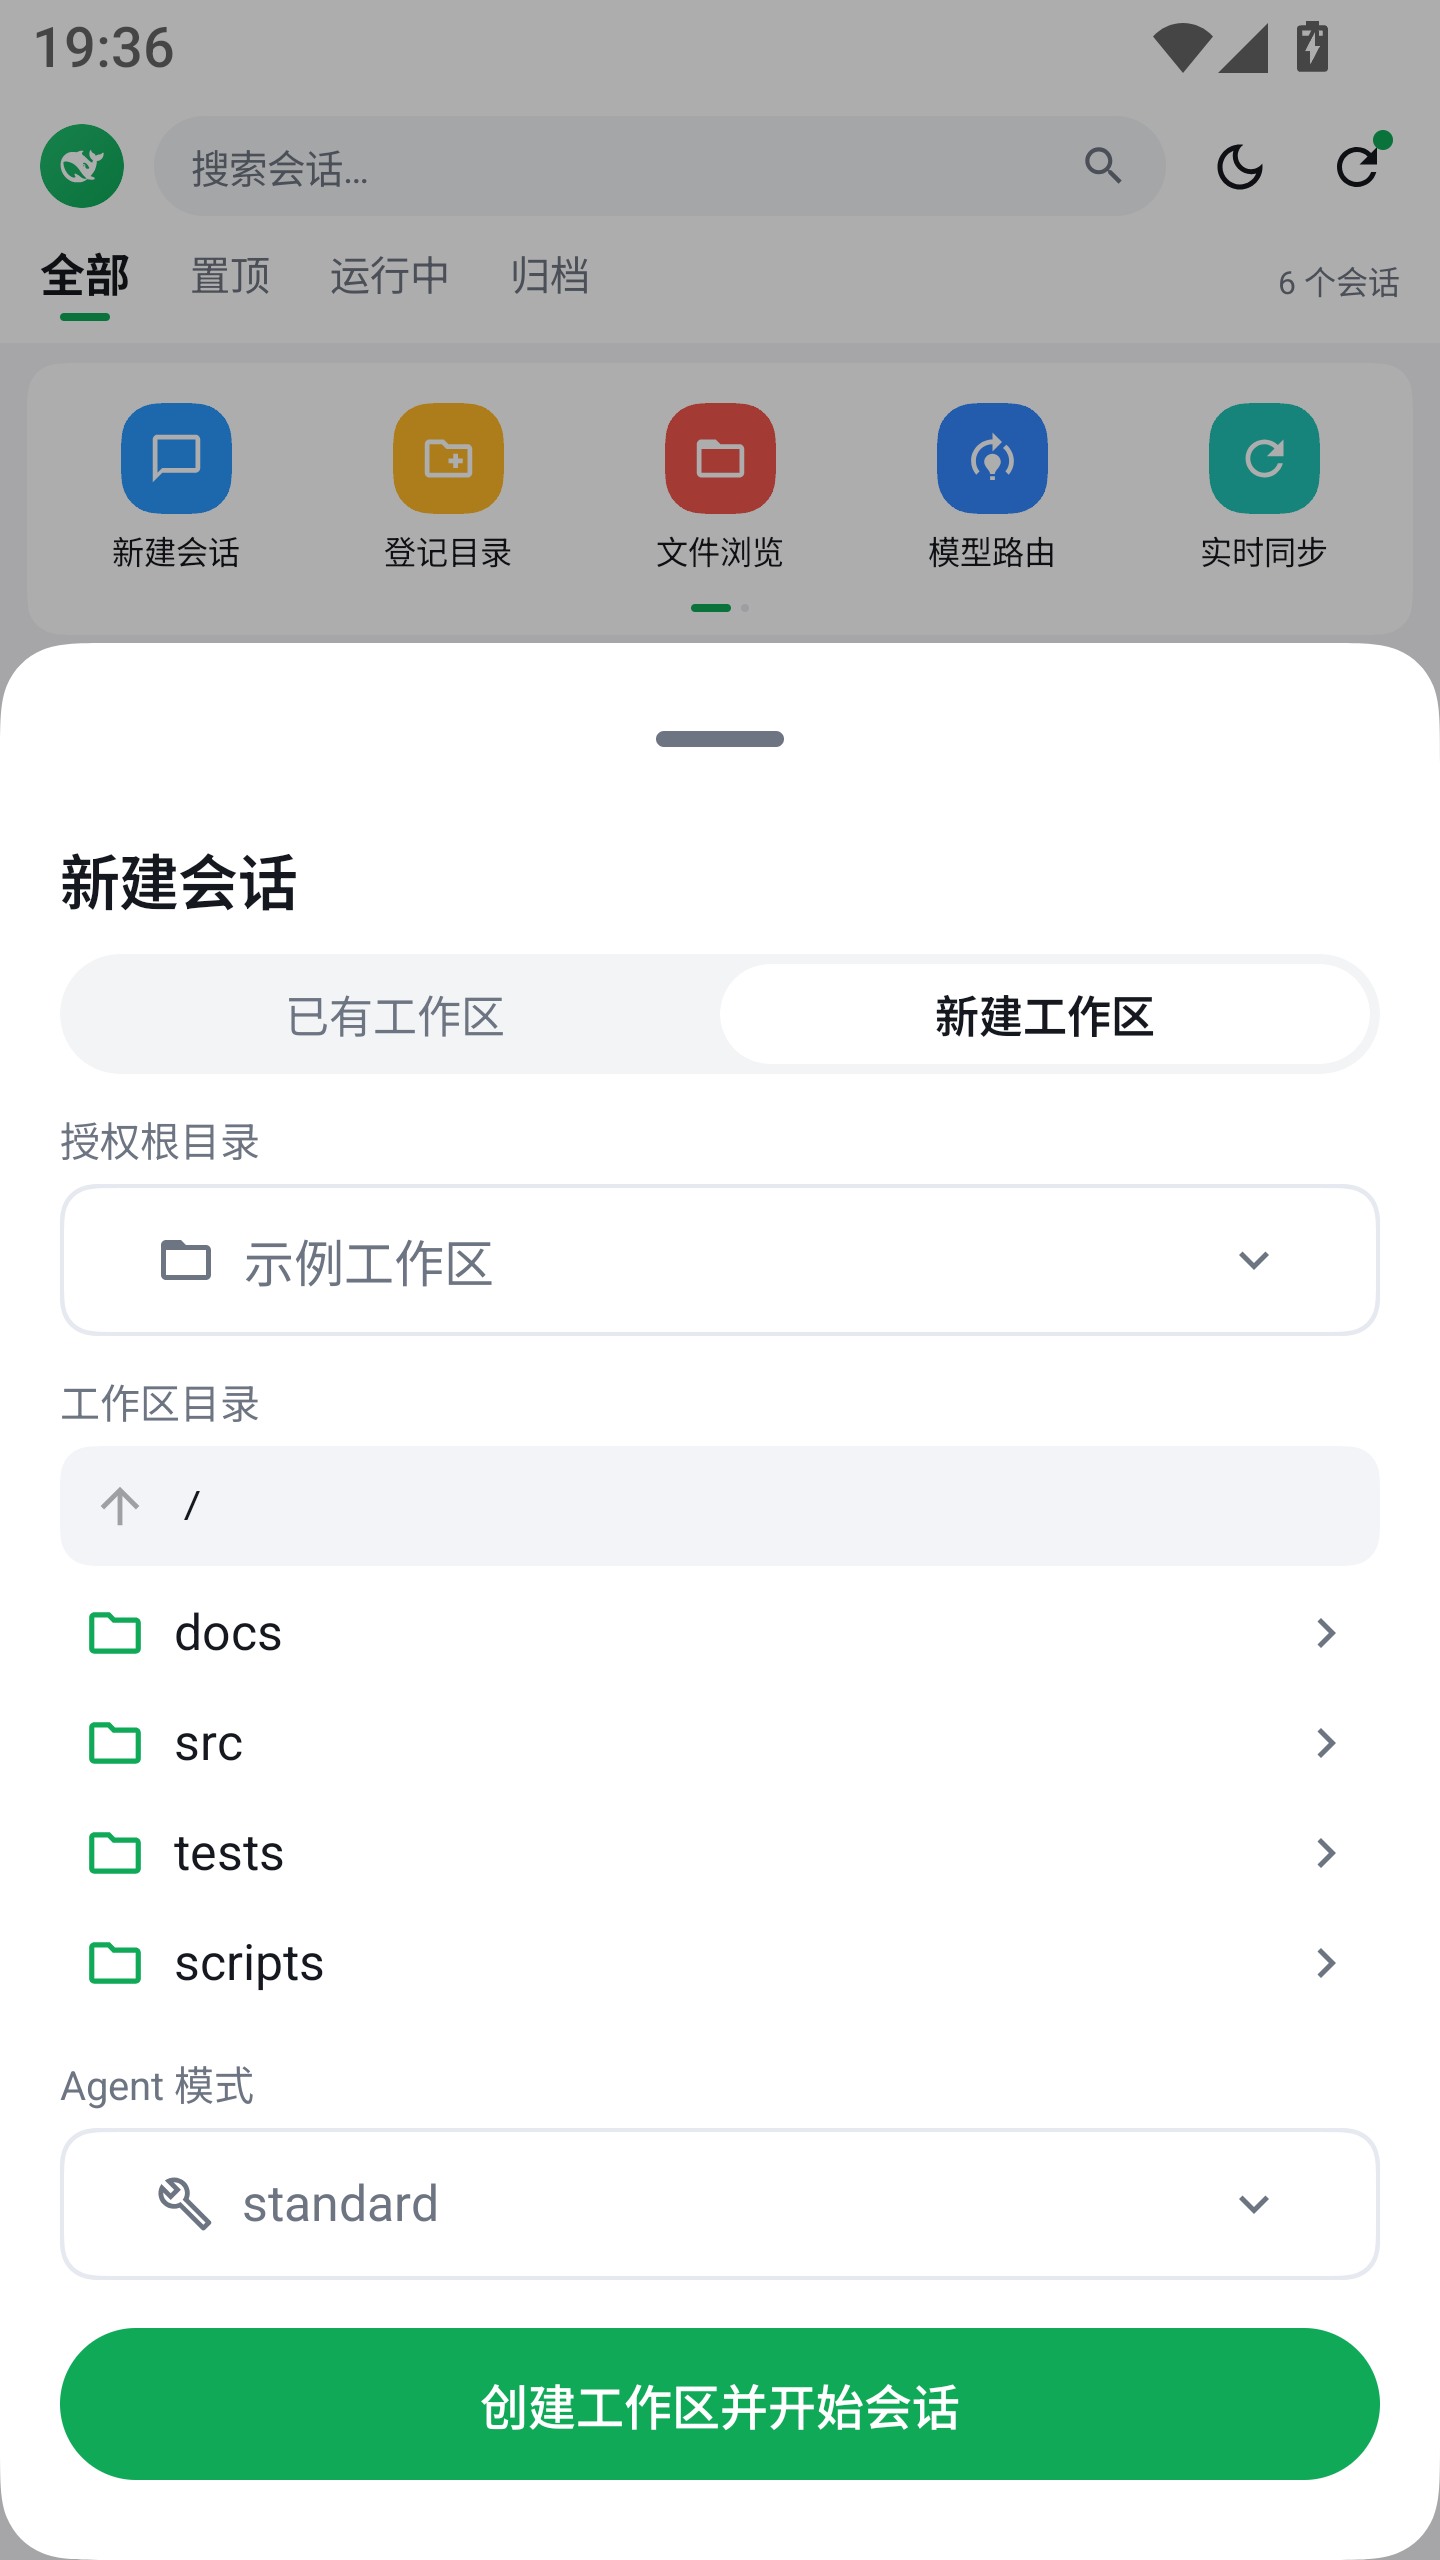 19:36
搜索会话...
全部 置顶 运行中 归档 6 个会话
新建会话 登记目录 文件浏览 模型路由 实时同步
新建会话
已有工作区 新建工作区
授权根目录
示例工作区
工作区目录
/
docs
src
tests
scripts
Agent 模式
standard
创建工作区并开始会话